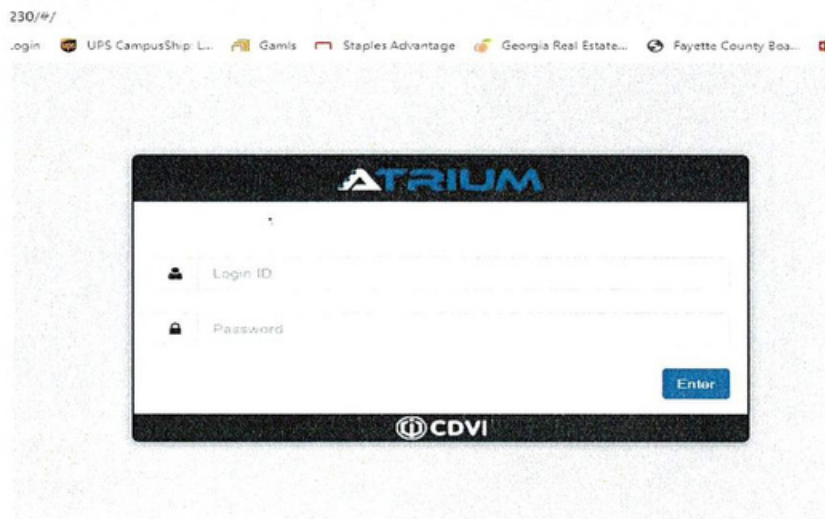 230/#/
.ogin UPS CampusShip: L... GamIs Staples Advantage Georgia Real Estate... Fayette County Boa...
ATRIUM
Login ID
Password
Enter
CDVI